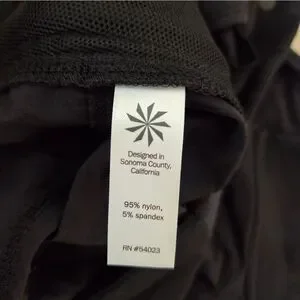 Designed in
Sonoma County,
California
95% nylon,
5% spandex
RN #54023